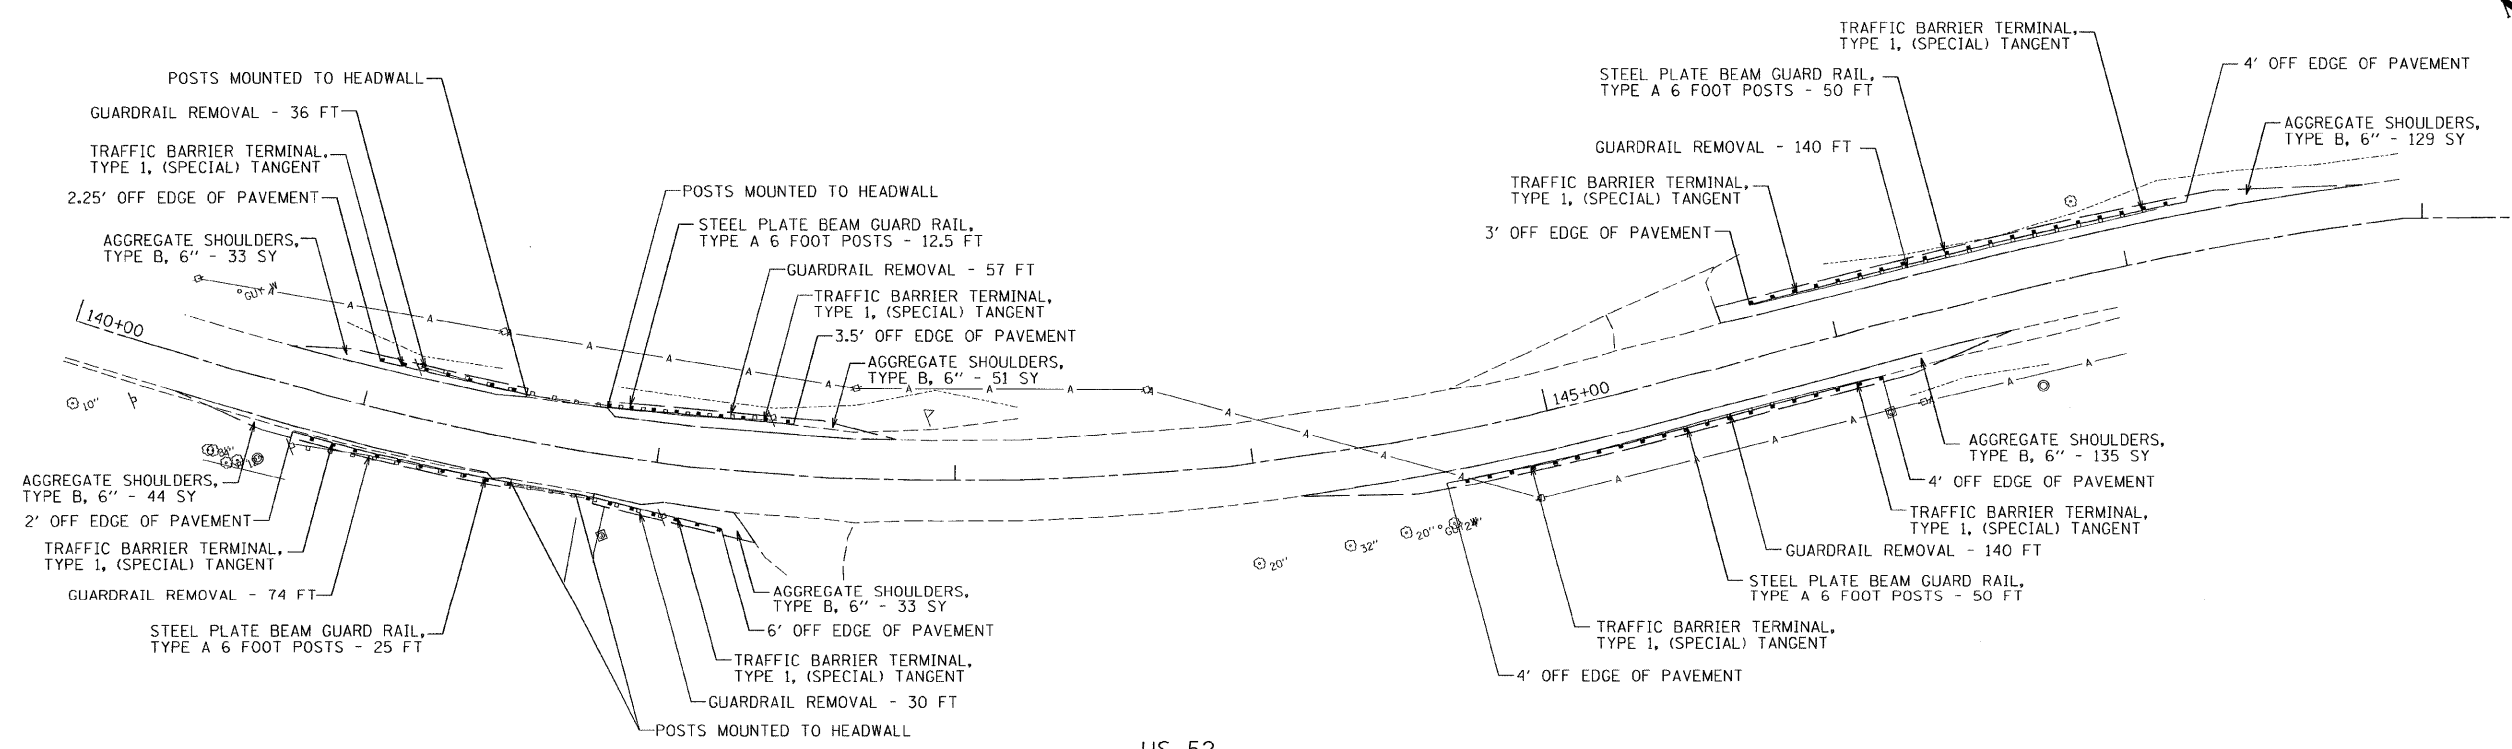 POSTS MOUNTED TO HEADWALL
GUARDRAIL REMOVAL - 36 FT
TRAFFIC BARRIER TERMINAL,
TYPE 1, (SPECIAL) TANGENT
2.25' OFF EDGE OF PAVEMENT
AGGREGATE SHOULDERS,
TYPE B, 6" - 33 SY
GUY W
A
A
A
A
A
A
A
A
A
A
A
A
140+00
POSTS MOUNTED TO HEADWALL
STEEL PLATE BEAM GUARD RAIL,
TYPE A 6 FOOT POSTS - 12.5 FT
GUARDRAIL REMOVAL - 57 FT
TRAFFIC BARRIER TERMINAL,
TYPE 1, (SPECIAL) TANGENT
3.5' OFF EDGE OF PAVEMENT
AGGREGATE SHOULDERS,
TYPE B, 6" - 51 SY
10"
P
AGGREGATE SHOULDERS,
TYPE B, 6" - 44 SY
2' OFF EDGE OF PAVEMENT
TRAFFIC BARRIER TERMINAL,
TYPE 1, (SPECIAL) TANGENT
GUARDRAIL REMOVAL - 74 FT
STEEL PLATE BEAM GUARD RAIL,
TYPE A 6 FOOT POSTS - 25 FT
AGGREGATE SHOULDERS,
TYPE B, 6" - 33 SY
6' OFF EDGE OF PAVEMENT
TRAFFIC BARRIER TERMINAL,
TYPE 1, (SPECIAL) TANGENT
GUARDRAIL REMOVAL - 30 FT
POSTS MOUNTED TO HEADWALL
TRAFFIC BARRIER TERMINAL,
TYPE 1, (SPECIAL) TANGENT
STEEL PLATE BEAM GUARD RAIL,
TYPE A 6 FOOT POSTS - 50 FT
4' OFF EDGE OF PAVEMENT
AGGREGATE SHOULDERS,
TYPE B, 6" - 129 SY
GUARDRAIL REMOVAL - 140 FT
TRAFFIC BARRIER TERMINAL,
TYPE 1, (SPECIAL) TANGENT
3' OFF EDGE OF PAVEMENT
145+00
A
A
A
A
A
20"
32"
20"
AGGREGATE SHOULDERS,
TYPE B, 6" - 135 SY
4' OFF EDGE OF PAVEMENT
TRAFFIC BARRIER TERMINAL,
TYPE 1, (SPECIAL) TANGENT
GUARDRAIL REMOVAL - 140 FT
STEEL PLATE BEAM GUARD RAIL,
TYPE A 6 FOOT POSTS - 50 FT
TRAFFIC BARRIER TERMINAL,
TYPE 1, (SPECIAL) TANGENT
4' OFF EDGE OF PAVEMENT
US 52